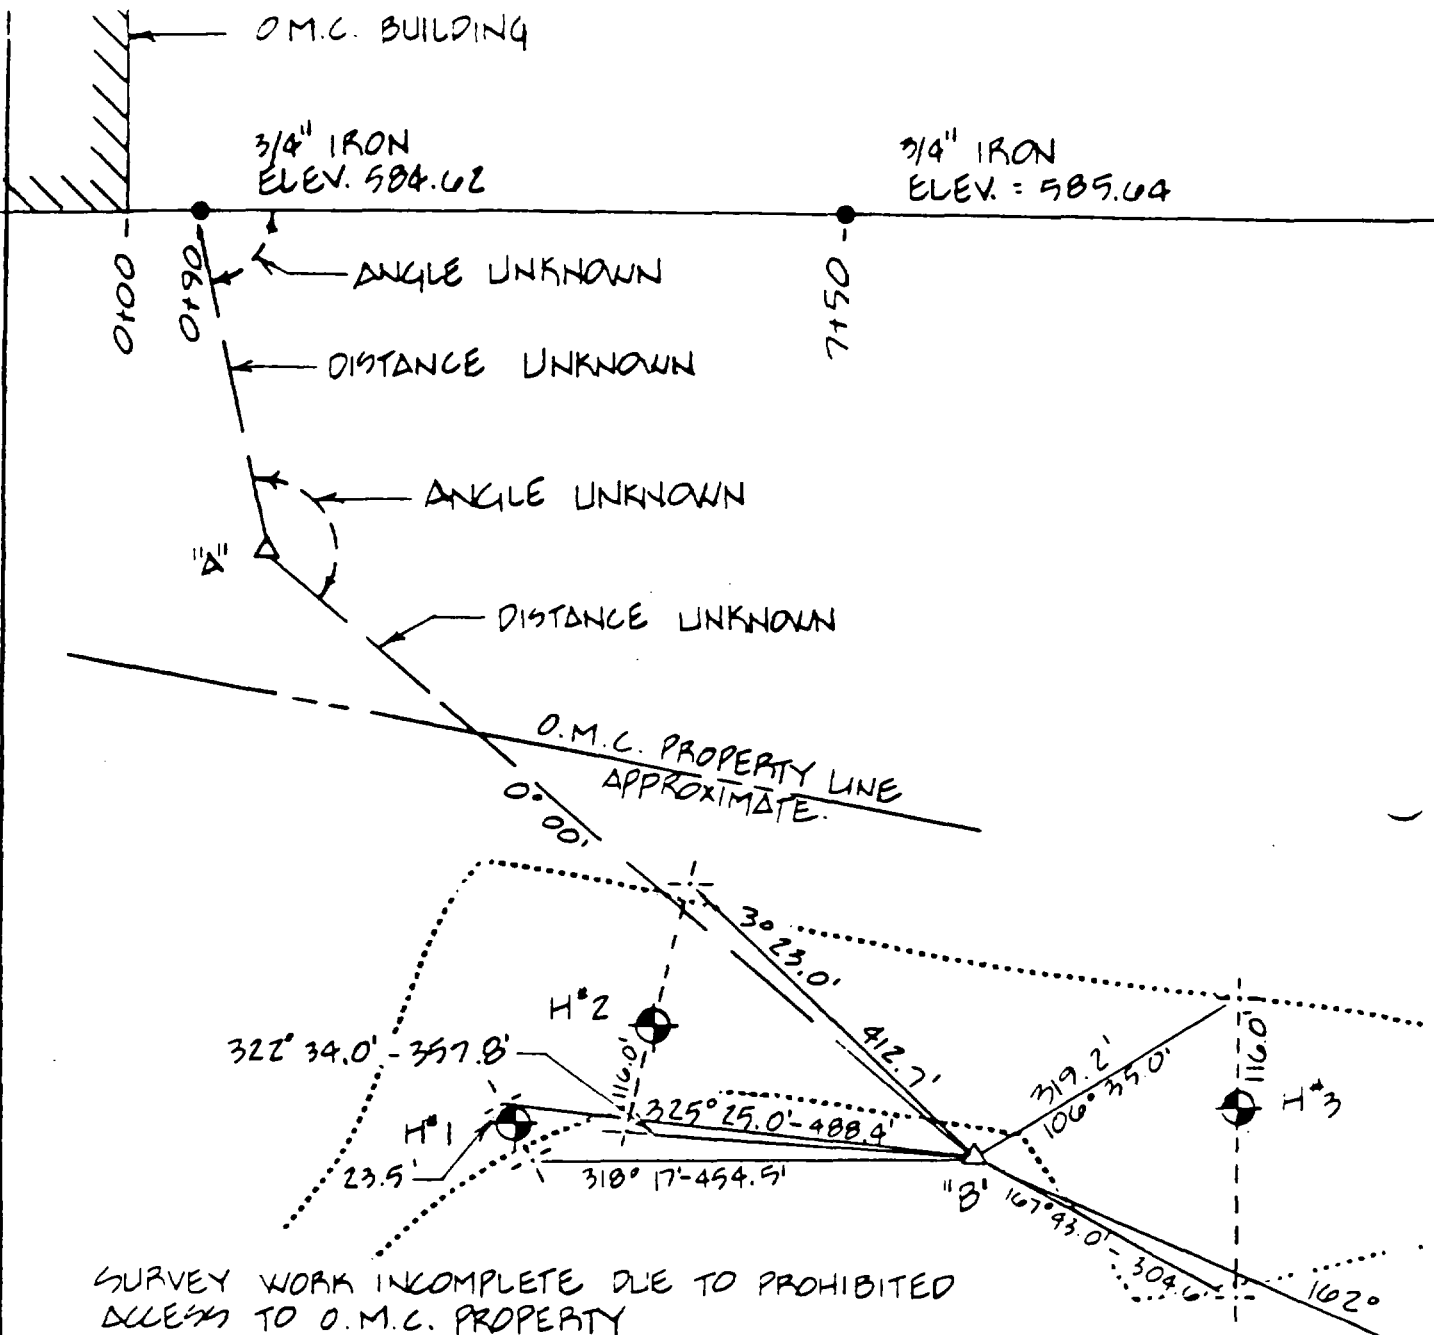 O.M.C. BUILDING
3/4" IRON
ELEV. 584.62
3/4" IRON
ELEV. = 585.64
0+00
0+90
7+50
ANGLE UNKNOWN
DISTANCE UNKNOWN
ANGLE UNKNOWN
"A"
DISTANCE UNKNOWN
O.M.C. PROPERTY LINE
APPROXIMATE.
0° 00'
3° 23.0'
412.7'
H#2
322° 34.0' - 357.8'
116.0'
319.2'
106° 35.0'
116.0'
H#3
325° 25.0' - 488.4'
H#1
23.5'
318° 17' - 454.5'
"B"
167° 43.0' - 304.6'
162°
SURVEY WORK INCOMPLETE DUE TO PROHIBITED
ACCESS TO O.M.C. PROPERTY